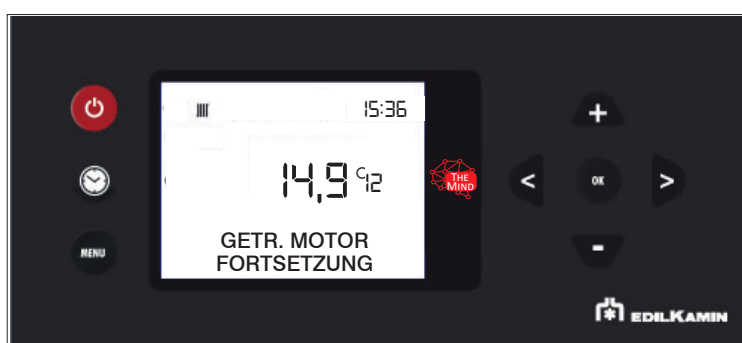 15:36
14,9 °C 12
THE
MIND
<
OK
>
MENU
GETR. MOTOR
FORTSETZUNG
+
-
EDILKAMIN